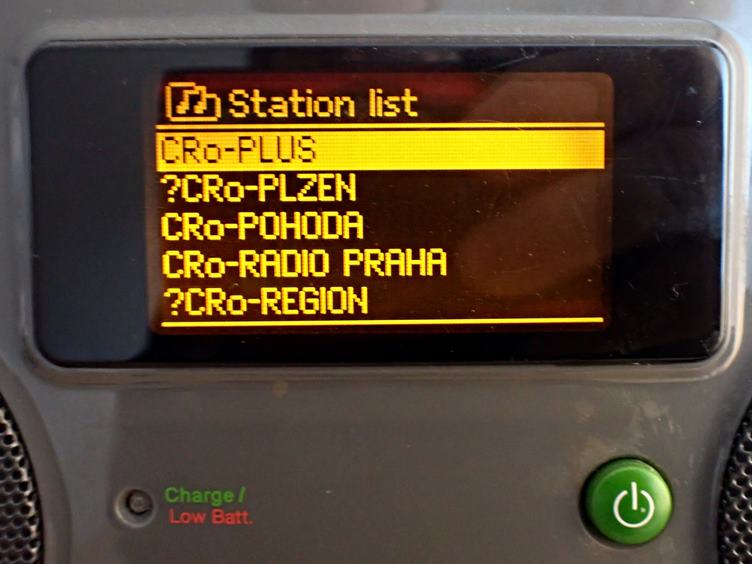 Station list
CRo-PLUS
?CRo-PLZEN
CRo-POHODA
CRo-RADIO PRAHA
?CRo-REGION
Charge /
Low Batt.